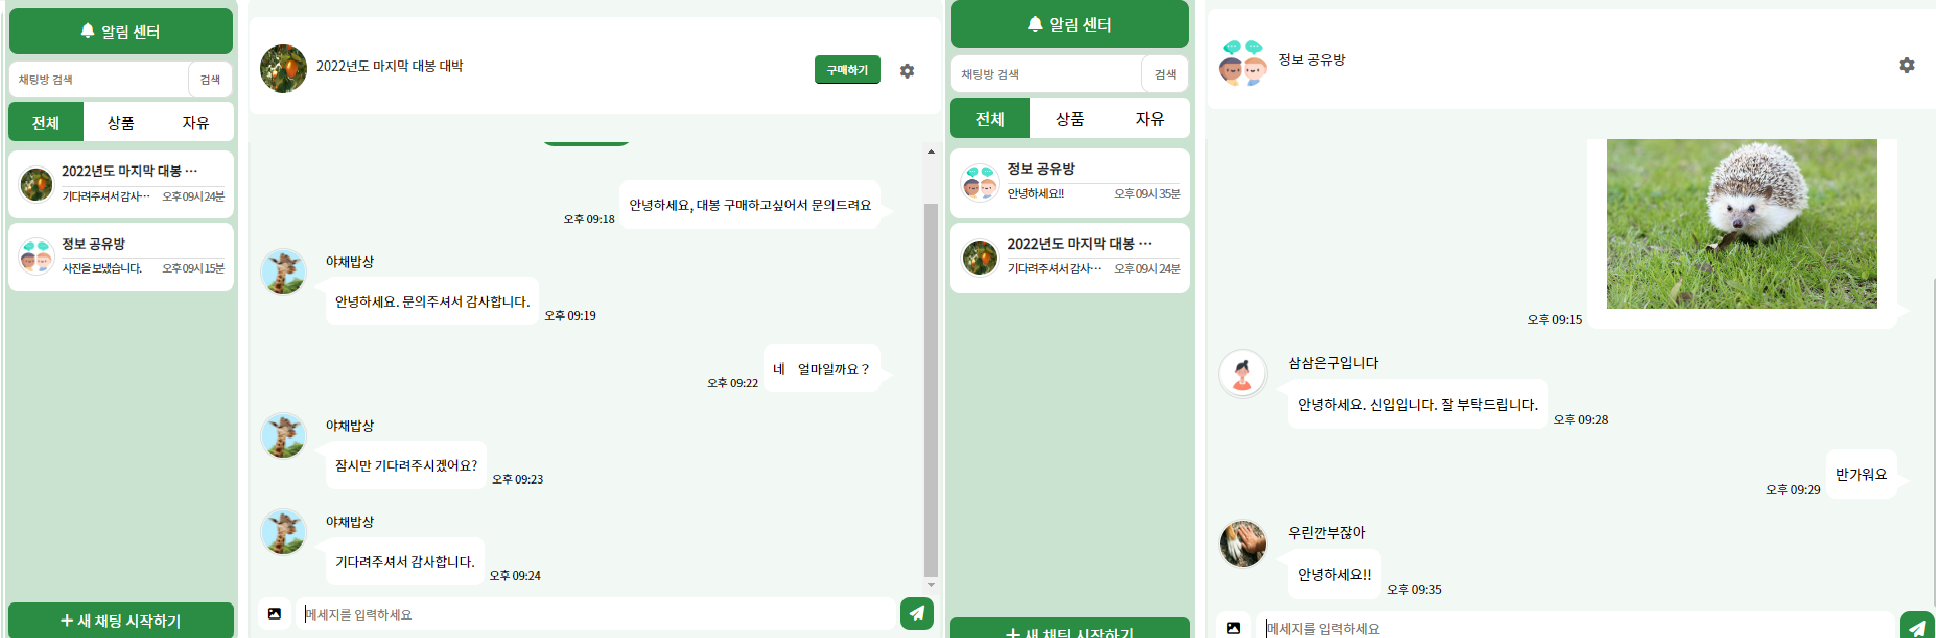 알림 센터
채팅방 검색
검색
전체
상품
자유
2022년도 마지막 대봉 ···
기다려주셔서 감사···
오후 09시 24분
정보 공유방
사진을 보냈습니다.
오후 09시 15분
+ 새 채팅 시작하기
2022년도 마지막 대봉 대박
구매하기
안녕하세요, 대봉 구매하고싶어서 문의드려요
오후 09:18
야채밥상
안녕하세요. 문의주셔서 감사합니다.
오후 09:19
네 얼마일까요?
오후 09:22
야채밥상
잠시만 기다려주시겠어요?
오후 09:23
야채밥상
기다려주셔서 감사합니다.
오후 09:24
메세지를 입력하세요
알림 센터
채팅방 검색
검색
전체
상품
자유
정보 공유방
안녕하세요!!
오후 09시 35분
2022년도 마지막 대봉 ···
기다려주셔서 감사···
오후 09시 24분
+ 새 채팅 시작하기
정보 공유방
오후 09:15
삼삼은구입니다
안녕하세요. 신입입니다. 잘 부탁드립니다.
오후 09:28
반가워요
오후 09:29
우린깐부잖아
안녕하세요!!
오후 09:35
메세지를 입력하세요